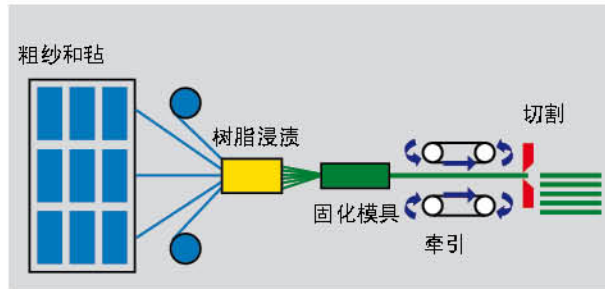 粗纱和毡
树脂浸渍
固化模具
牵引
切割